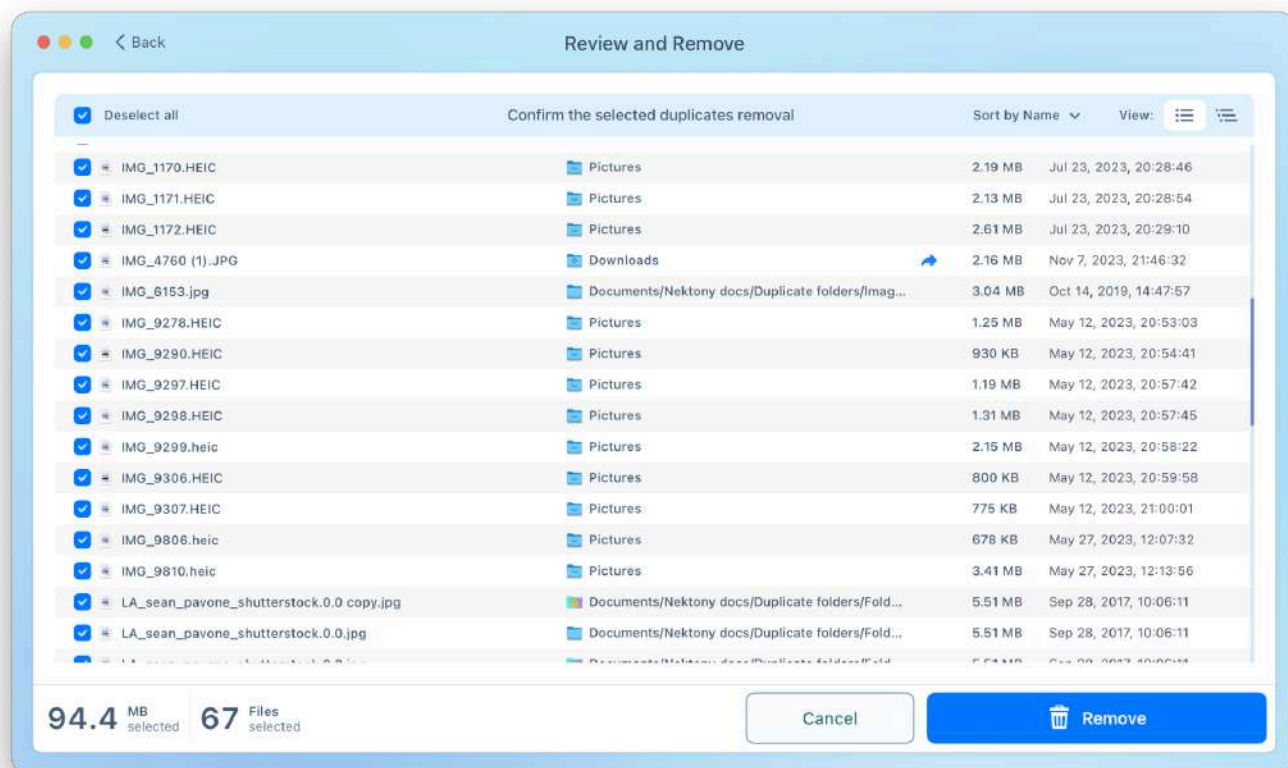 Back
Review and Remove
Deselect all Confirm the selected duplicates removal Sort by Name View:
IMG_1170.HEIC Pictures 2.19 MB Jul 23, 2023, 20:28:46
IMG_1171.HEIC Pictures 2.13 MB Jul 23, 2023, 20:28:54
IMG_1172.HEIC Pictures 2.61 MB Jul 23, 2023, 20:29:10
IMG_4760 (1).JPG Downloads 2.16 MB Nov 7, 2023, 21:46:32
IMG_6153.jpg Documents/Nektony docs/Duplicate folders/Imag... 3.04 MB Oct 14, 2019, 14:47:57
IMG_9278.HEIC Pictures 1.25 MB May 12, 2023, 20:53:03
IMG_9290.HEIC Pictures 930 KB May 12, 2023, 20:54:41
IMG_9297.HEIC Pictures 1.19 MB May 12, 2023, 20:57:42
IMG_9298.HEIC Pictures 1.31 MB May 12, 2023, 20:57:45
IMG_9299.heic Pictures 2.15 MB May 12, 2023, 20:58:22
IMG_9306.HEIC Pictures 800 KB May 12, 2023, 20:59:58
IMG_9307.HEIC Pictures 775 KB May 12, 2023, 21:00:01
IMG_9806.heic Pictures 678 KB May 27, 2023, 12:07:32
IMG_9810.heic Pictures 3.41 MB May 27, 2023, 12:13:56
LA_sean_pavone_shutterstock.0.0 copy.jpg Documents/Nektony docs/Duplicate folders/Fold... 5.51 MB Sep 28, 2017, 10:06:11
LA_sean_pavone_shutterstock.0.0.jpg Documents/Nektony docs/Duplicate folders/Fold... 5.51 MB Sep 28, 2017, 10:06:11
94.4 MB selected 67 Files selected Cancel Remove